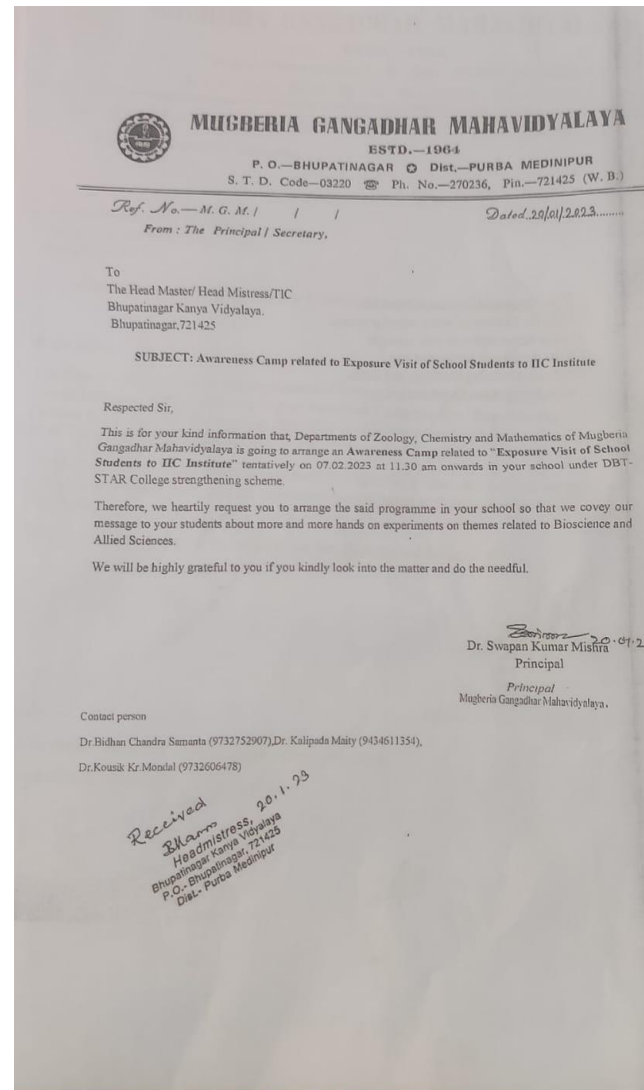 MUGBERIA GANGADHAR MAHAVIDYALAYA
ESTD.—1964
P. O.—BHUPATINAGAR ✪ Dist.—PURBA MEDINIPUR
S. T. D. Code—03220 ☎ Ph. No.—270236, Pin.—721425 (W. B.)
Ref. No.—M. G. M. / / /
Dated..20/01/2023.........
From : The Principal / Secretary,
To
The Head Master/ Head Mistress/TIC
Bhupatinagar Kanya Vidyalaya.
Bhupatinagar,721425
SUBJECT: Awareness Camp related to Exposure Visit of School Students to IIC Institute
Respected Sir,
This is for your kind information that, Departments of Zoology, Chemistry and Mathematics of Mugberia
Gangadhar Mahavidyalaya is going to arrange an Awareness Camp related to "Exposure Visit of School
Students to IIC Institute" tentatively on 07.02.2023 at 11.30 am onwards in your school under DBT-
STAR College strengthening scheme.
Therefore, we heartily request you to arrange the said programme in your school so that we covey our
message to your students about more and more hands on experiments on themes related to Bioscience and
Allied Sciences.
We will be highly grateful to you if you kindly look into the matter and do the needful.
20.01.2
Dr. Swapan Kumar Mishra
Principal
Principal
Mugberia Gangadhar Mahavidyalaya.
Contact person
Dr.Bidhan Chandra Samanta (9732752907),Dr. Kalipada Maity (9434611354),
Dr.Kousik Kr.Mondal (9732606478)
Received
20.1.23
Headmistress,
Bhupatinagar Kanya Vidyalaya
P.O.- Bhupatinagar, 721425
Dist.- Purba Medinipur